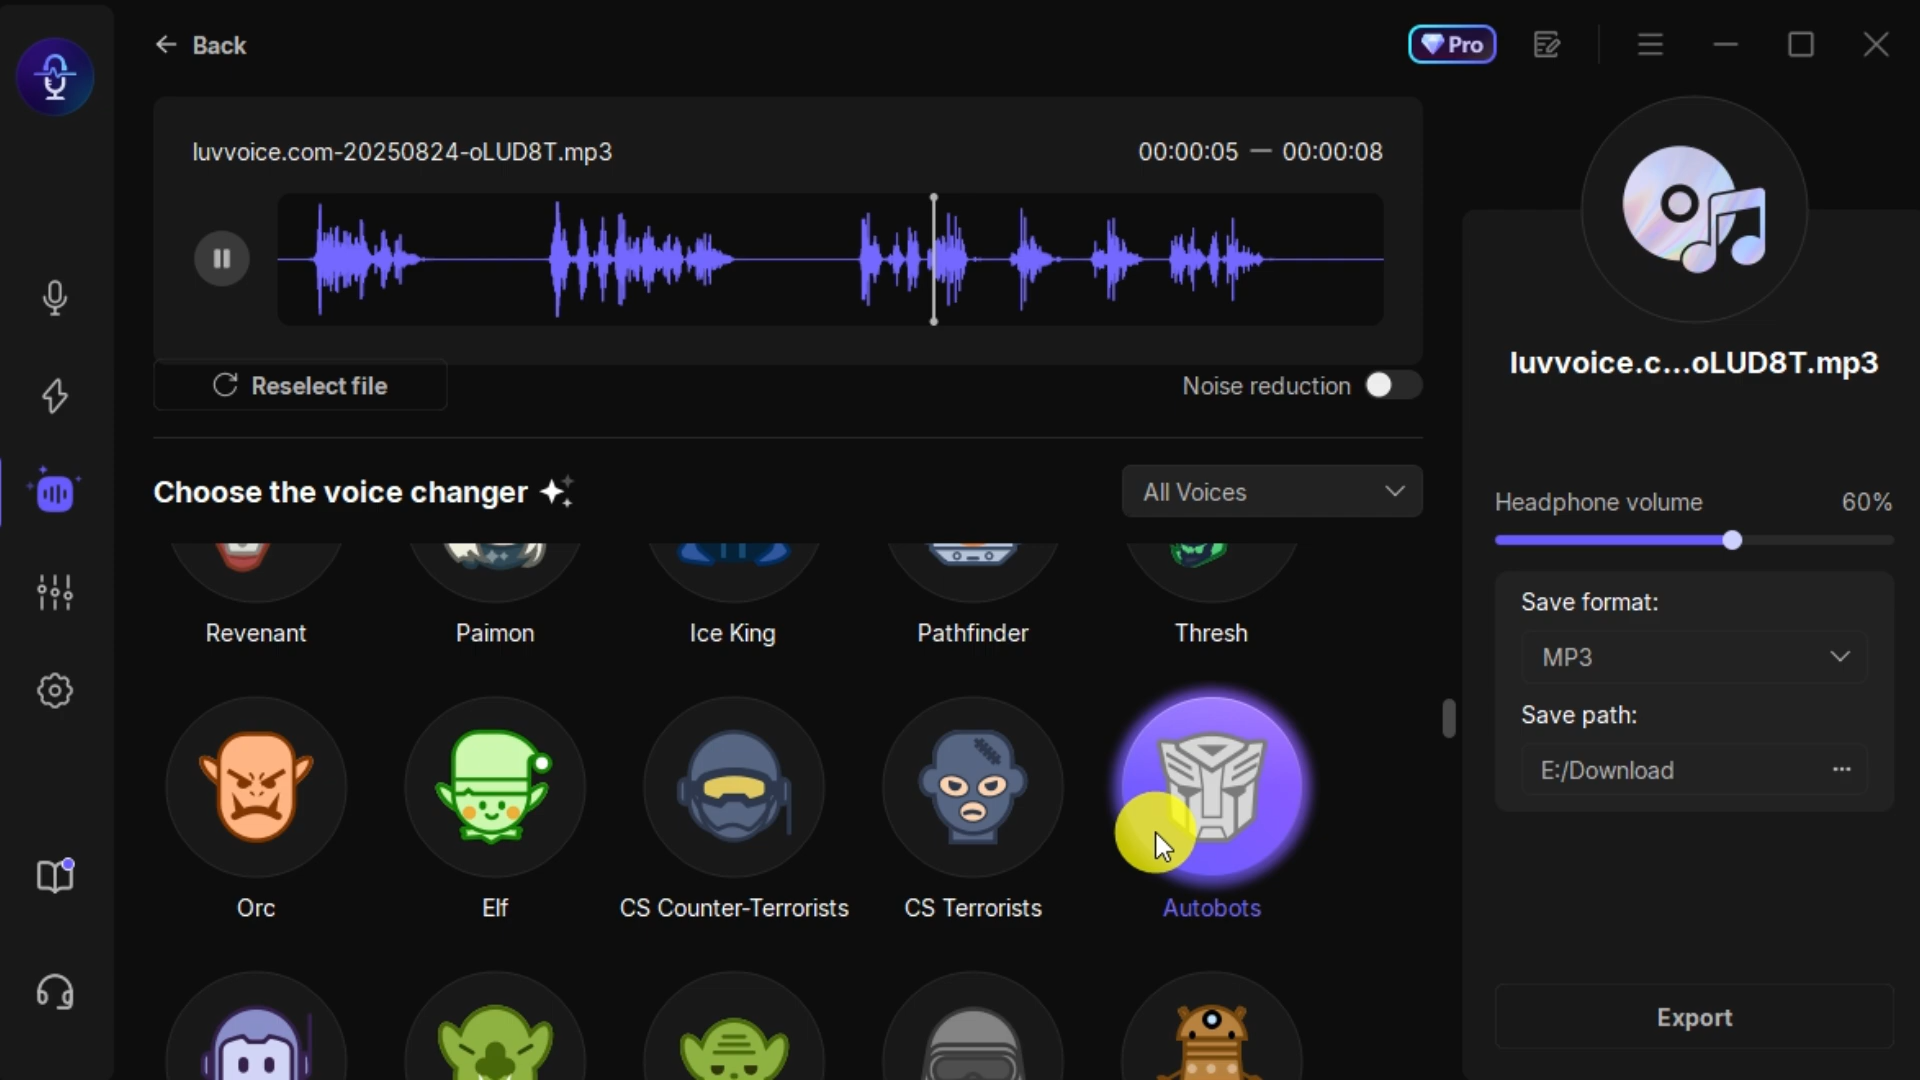 Back
Pro
luvvoice.com-20250824-oLUD8T.mp3
00:00:05 — 00:00:08
luvvoice.c...oLUD8T.mp3
Reselect file
Noise reduction
Choose the voice changer
All Voices
Headphone volume 60%
Save format:
MP3
Save path:
E:/Download
Revenant
Paimon
Ice King
Pathfinder
Thresh
Orc
Elf
CS Counter-Terrorists
CS Terrorists
Autobots
Export